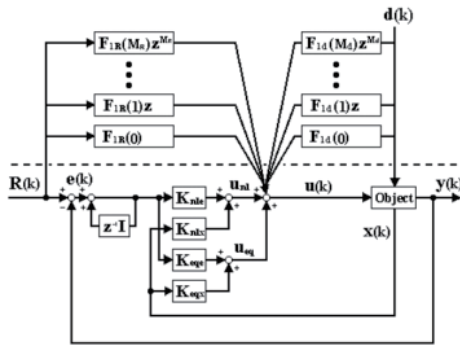 d(k)
F1R(MR)z^MR F1d(Md)z^Md
F1R(1)z F1d(1)z
F1R(0) F1d(0)
R(k) e(k) Knle unl u(k) Object y(k)
z⁻¹I Knlx x(k)
Keqe ueq
Keqx